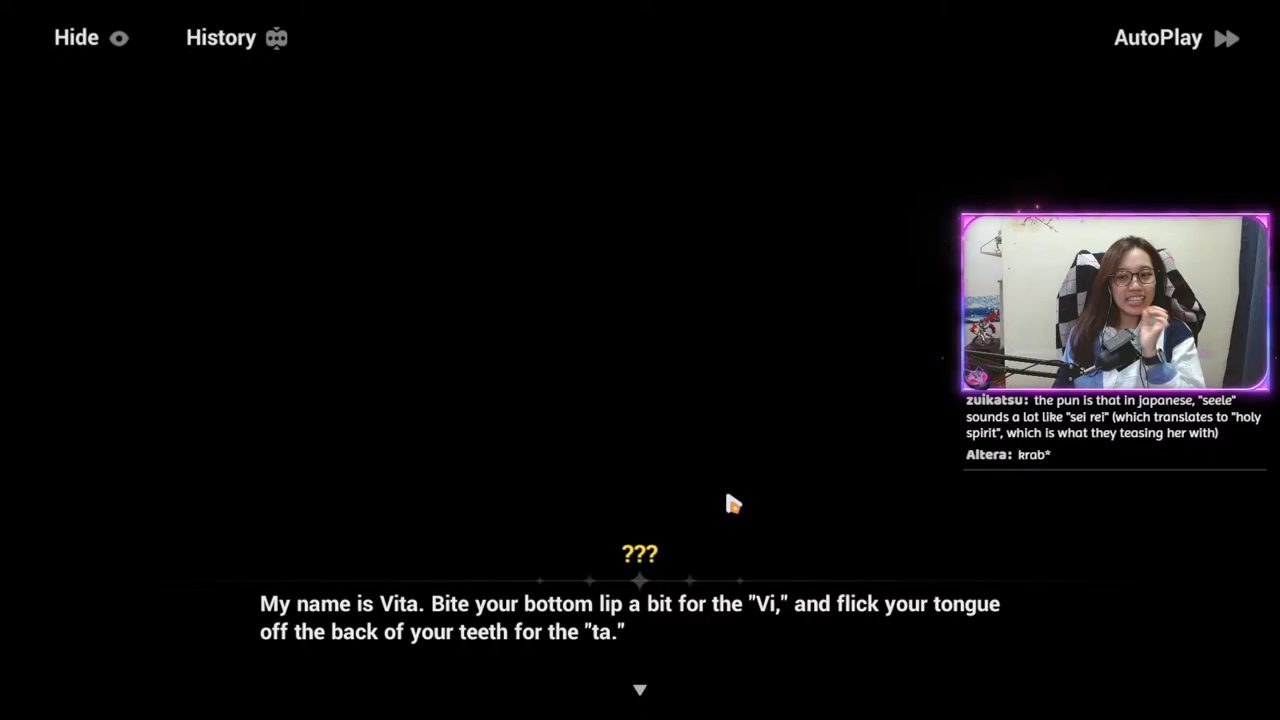 Hide
History
AutoPlay
zuikatsu: the pun is that in japanese, "seele"
sounds a lot like "sei rei" (which translates to "holy
spirit", which is what they teasing her with)
Altera: krab*
???
My name is Vita. Bite your bottom lip a bit for the "Vi," and flick your tongue
off the back of your teeth for the "ta."